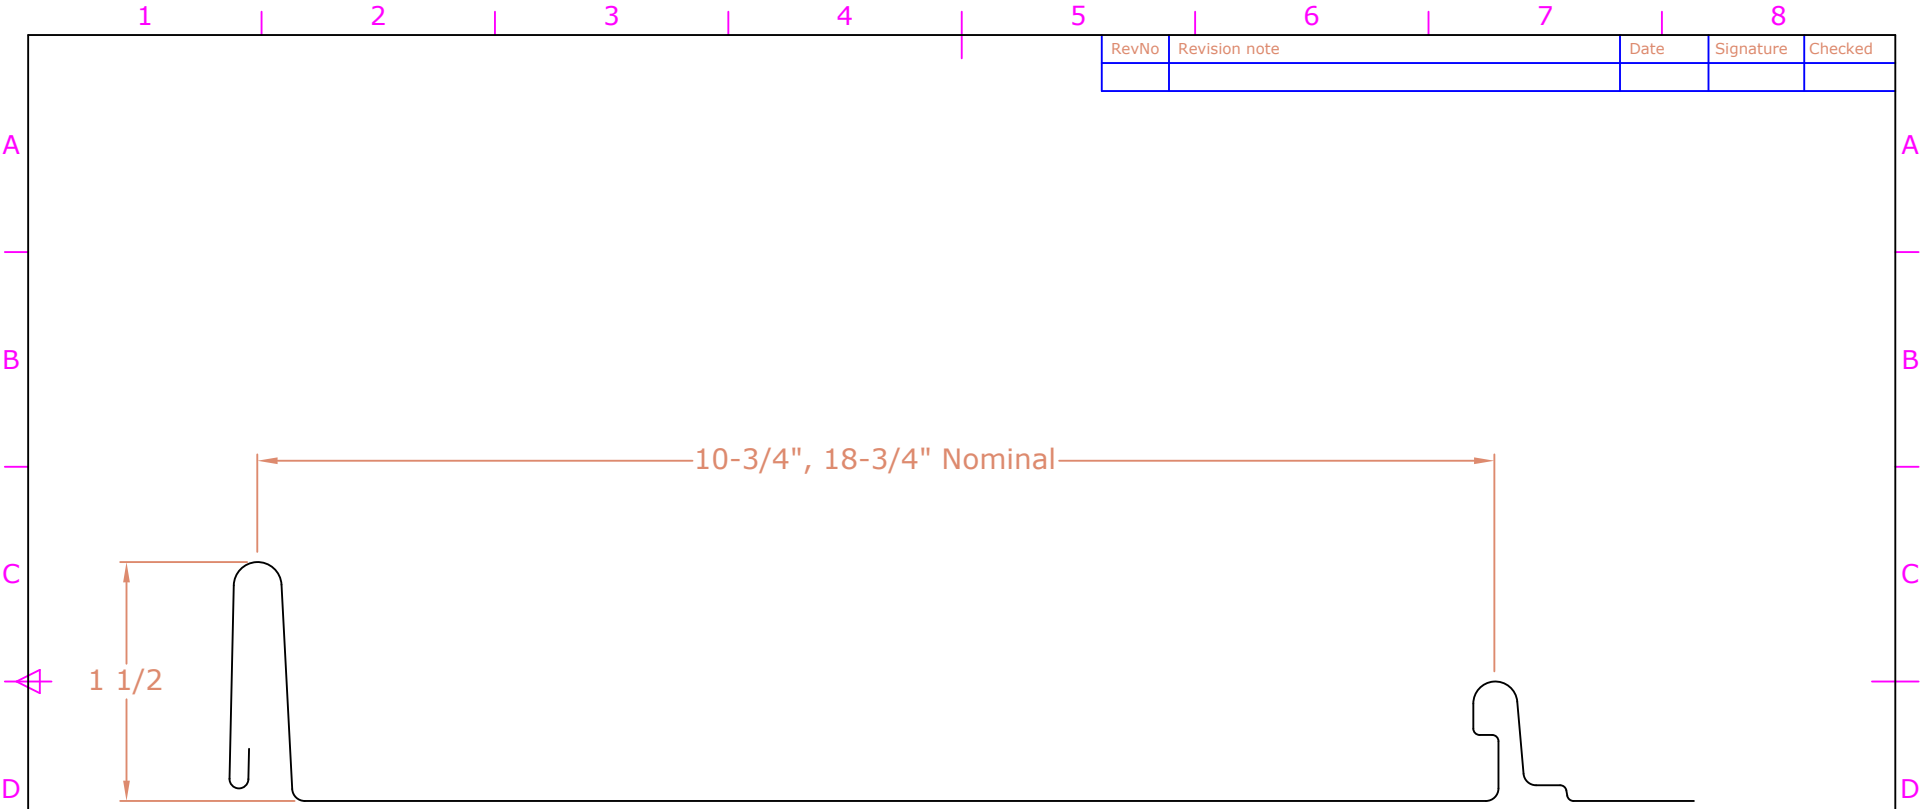 1 2 3 4 5 6 7 8
RevNo Revision note Date Signature Checked
A A
B B
10-3/4", 18-3/4" Nominal
C C
1 1/2
D D